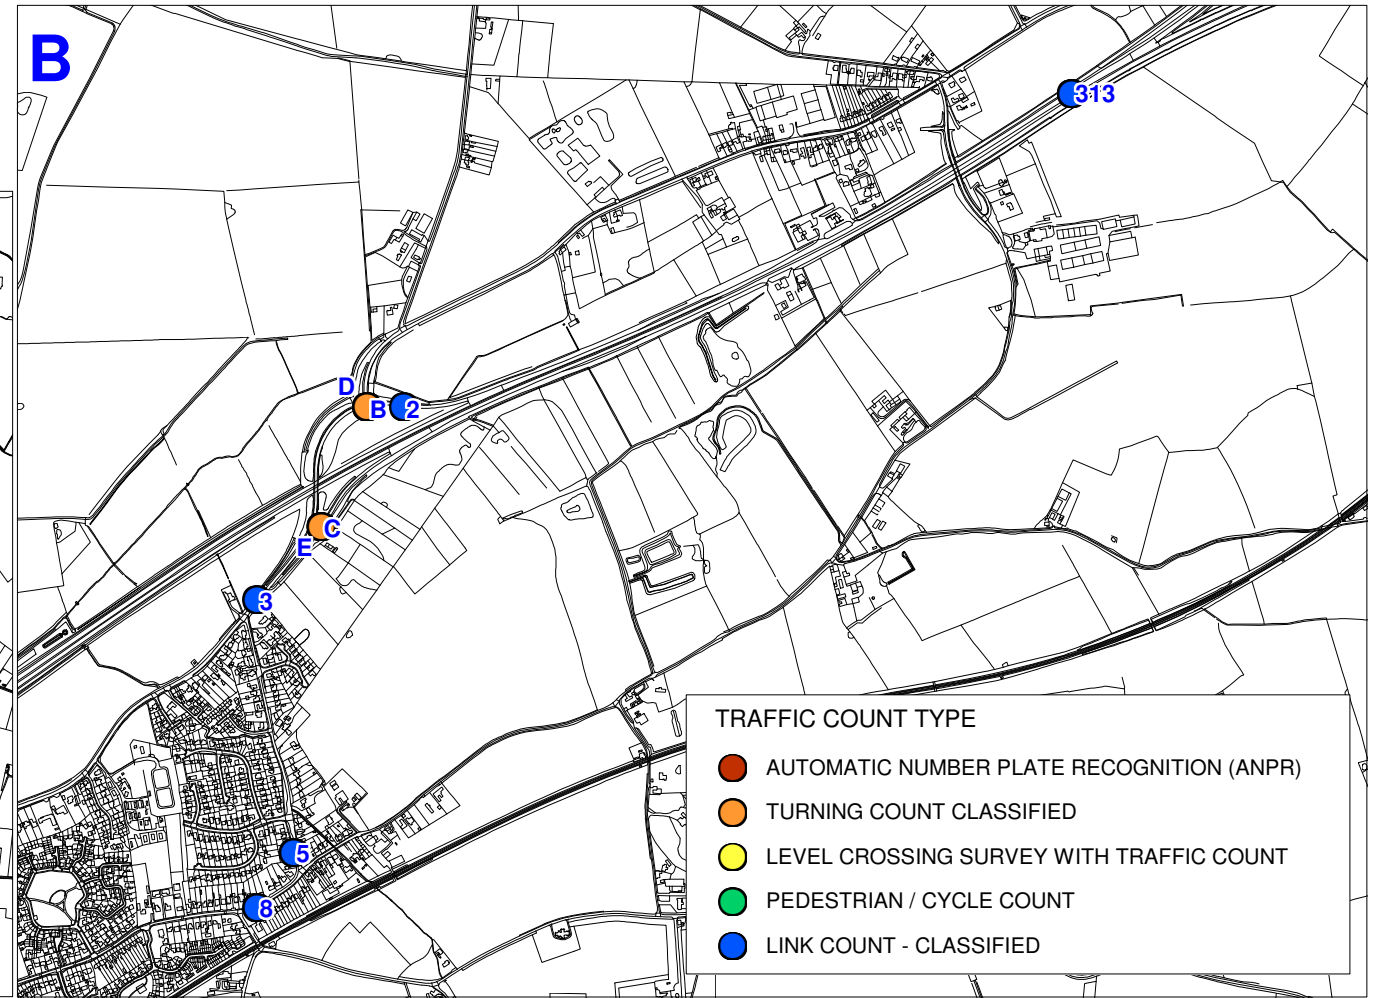 B
313
D
B
2
C
E
3
5
8
TRAFFIC COUNT TYPE
AUTOMATIC NUMBER PLATE RECOGNITION (ANPR)
TURNING COUNT CLASSIFIED
LEVEL CROSSING SURVEY WITH TRAFFIC COUNT
PEDESTRIAN / CYCLE COUNT
LINK COUNT - CLASSIFIED